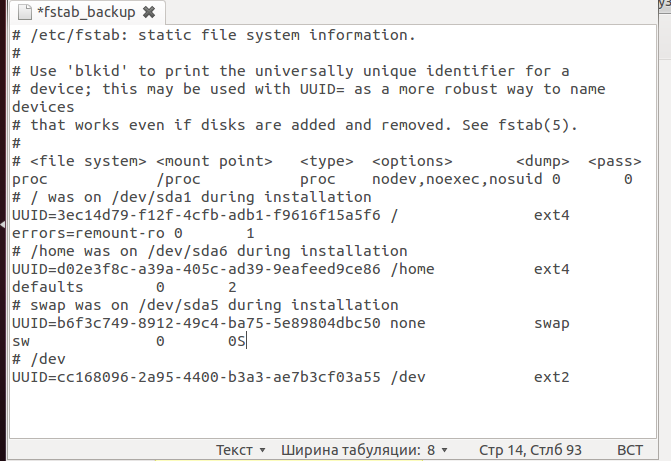 *fstab_backup
# /etc/fstab: static file system information.
#
# Use 'blkid' to print the universally unique identifier for a
# device; this may be used with UUID= as a more robust way to name
devices
# that works even if disks are added and removed. See fstab(5).
#
# <file system> <mount point>   <type>  <options>       <dump>  <pass>
proc            /proc           proc    nodev,noexec,nosuid 0       0
# / was on /dev/sda1 during installation
UUID=3ec14d79-f12f-4cfb-adb1-f9616f15a5f6 /               ext4
errors=remount-ro 0       1
# /home was on /dev/sda6 during installation
UUID=d02e3f8c-a39a-405c-ad39-9eafeed9ce86 /home           ext4
defaults        0       2
# swap was on /dev/sda5 during installation
UUID=b6f3c749-8912-49c4-ba75-5e89804dbc50 none            swap
sw              0       0S
# /dev
UUID=cc168096-2a95-4400-b3a3-ae7b3cf03a55 /dev            ext2
Текст Ширина табуляции: 8 Стр 14, Стлб 93 ВСТ